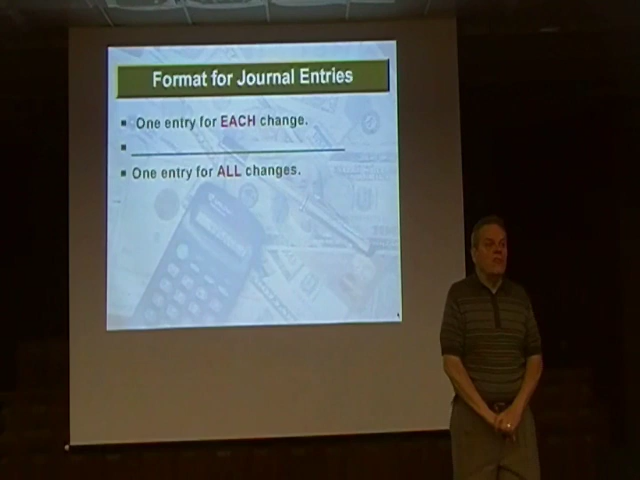 Format for Journal Entries
One entry for EACH change.
One entry for ALL changes.